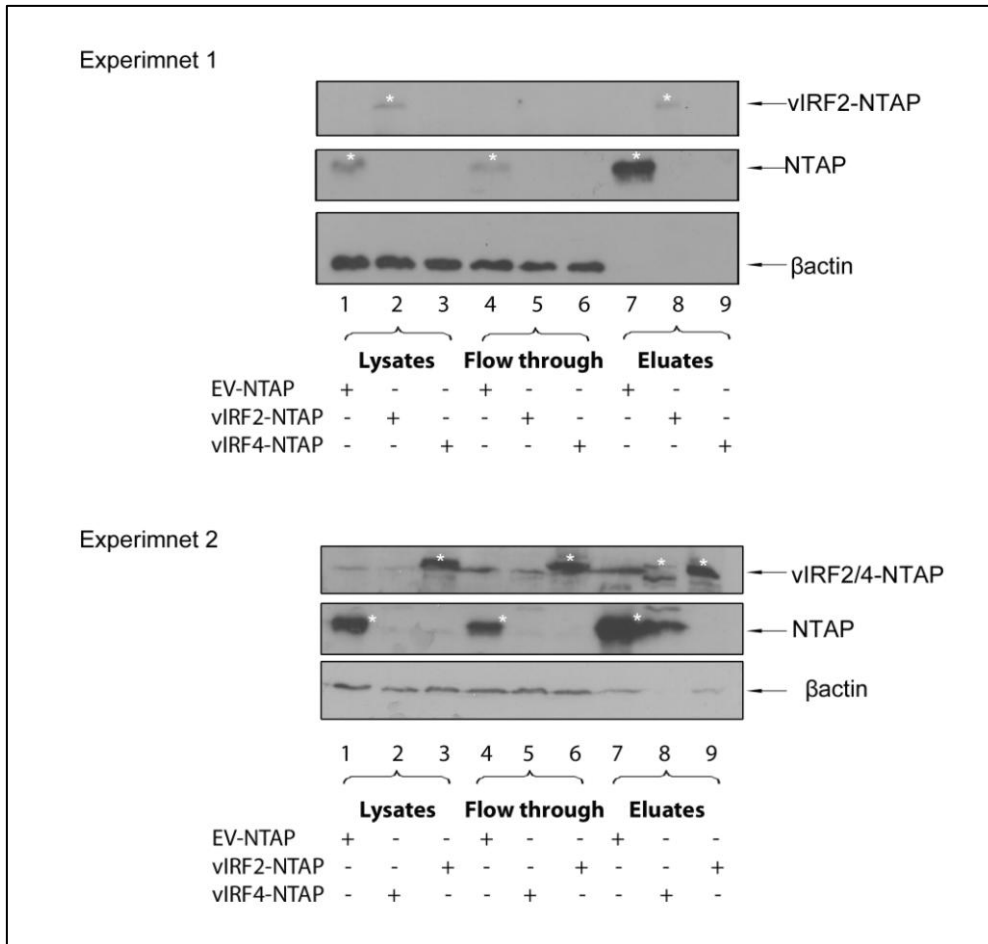 Experimnet 1
* * vIRF2-NTAP
* * * NTAP
βactin
1 2 3 4 5 6 7 8 9
Lysates Flow through Eluates
EV-NTAP + - - + - - + - -
vIRF2-NTAP - + - - + - - + -
vIRF4-NTAP - - + - - + - - +
Experimnet 2
* * * * vIRF2/4-NTAP
* * * NTAP
βactin
1 2 3 4 5 6 7 8 9
Lysates Flow through Eluates
EV-NTAP + - - + - - + - -
vIRF2-NTAP - - + - - + - - +
vIRF4-NTAP - + - - + - - + -